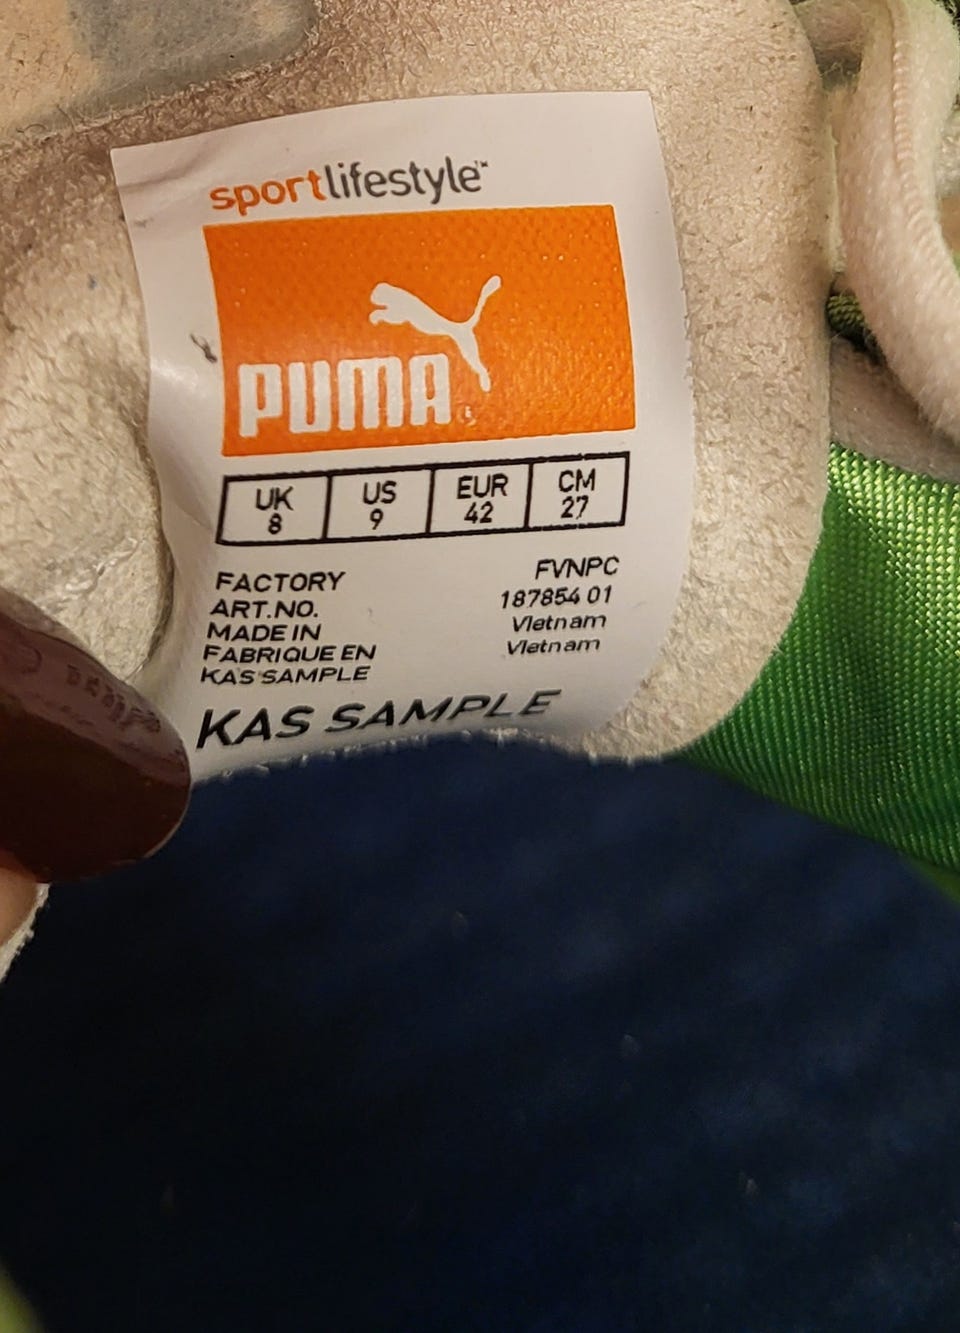 sportlifestyle™
PUMA
UK US EUR CM
8 9 42 27
FACTORY FVNPC
ART.NO. 187854 01
MADE IN Vietnam
FABRIQUE EN Vietnam
KAS SAMPLE
KAS SAMPLE